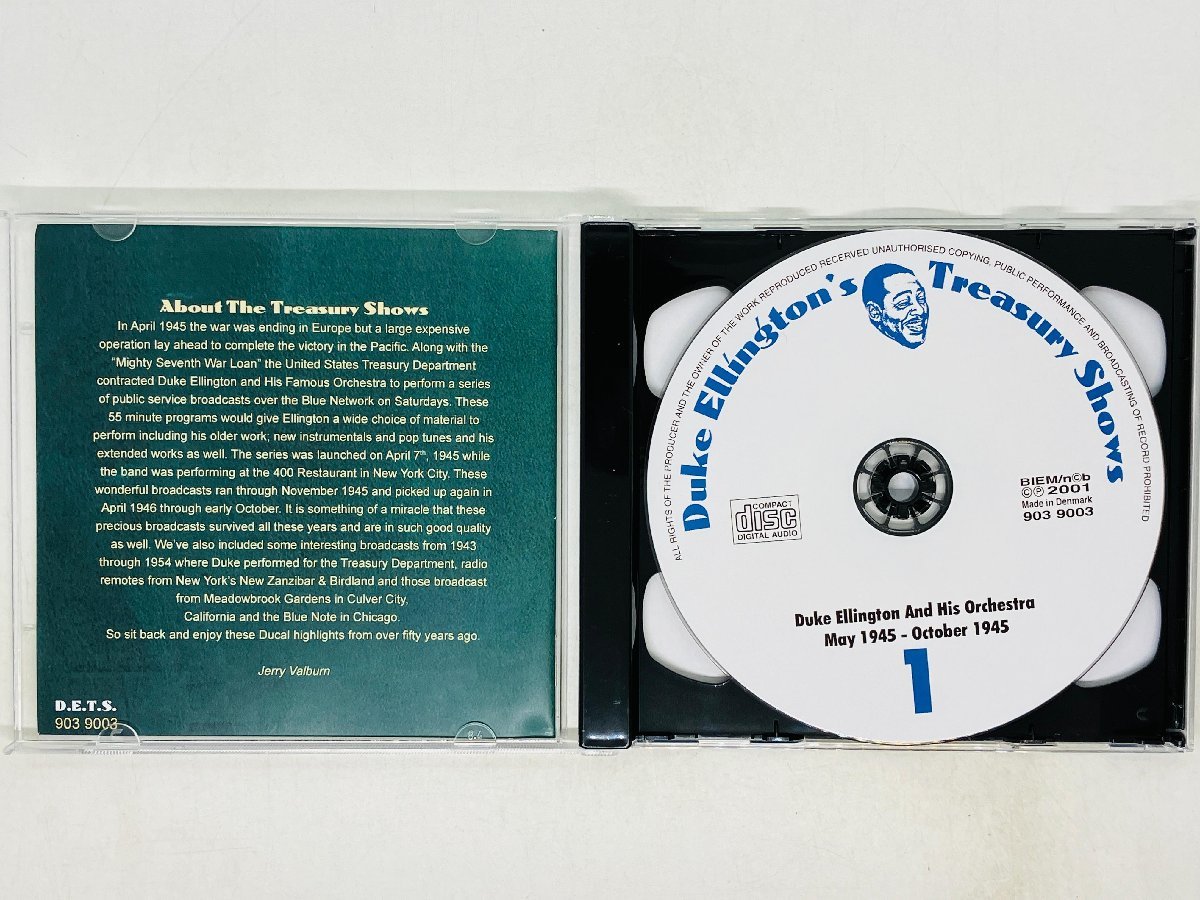 About The Treasury Shows
In April 1945 the war was ending in Europe but a large expensive
operation lay ahead to complete the victory in the Pacific. Along with the
"Mighty Seventh War Loan" the United States Treasury Department
contracted Duke Ellington and His Famous Orchestra to perform a series
of public service broadcasts over the Blue Network on Saturdays. These
55 minute programs would give Ellington a wide choice of material to
perform including his older work; new instrumentals and pop tunes and his
extended works as well. The series was launched on April 7th, 1945 while
the band was performing at the 400 Restaurant in New York City. These
wonderful broadcasts ran through November 1945 and picked up again in
April 1946 through early October. It is something of a miracle that these
precious broadcasts survived all these years and are in such good quality
as well. We've also included some interesting broadcasts from 1943
through 1954 where Duke performed for the Treasury Department, radio
remotes from New York's New Zanzibar & Birdland and those broadcast
from Meadowbrook Gardens in Culver City,
California and the Blue Note in Chicago.
So sit back and enjoy these Ducal highlights from over fifty years ago.
Jerry Valburn
D.E.T.S.
903 9003
8.4
ALL RIGHTS OF THE PRODUCER AND THE OWNER OF THE WORK REPRODUCED RECEIVED UNAUTHORISED COPYING, PUBLIC PERFORMANCE AND BROADCASTING OF RECORD PROHIBITED
Duke Ellington's Treasury Shows
COMPACT
disc
DIGITAL AUDIO
BIEM/n©b
©℗ 2001
Made in Denmark
903 9003
Duke Ellington And His Orchestra
May 1945 - October 1945
1